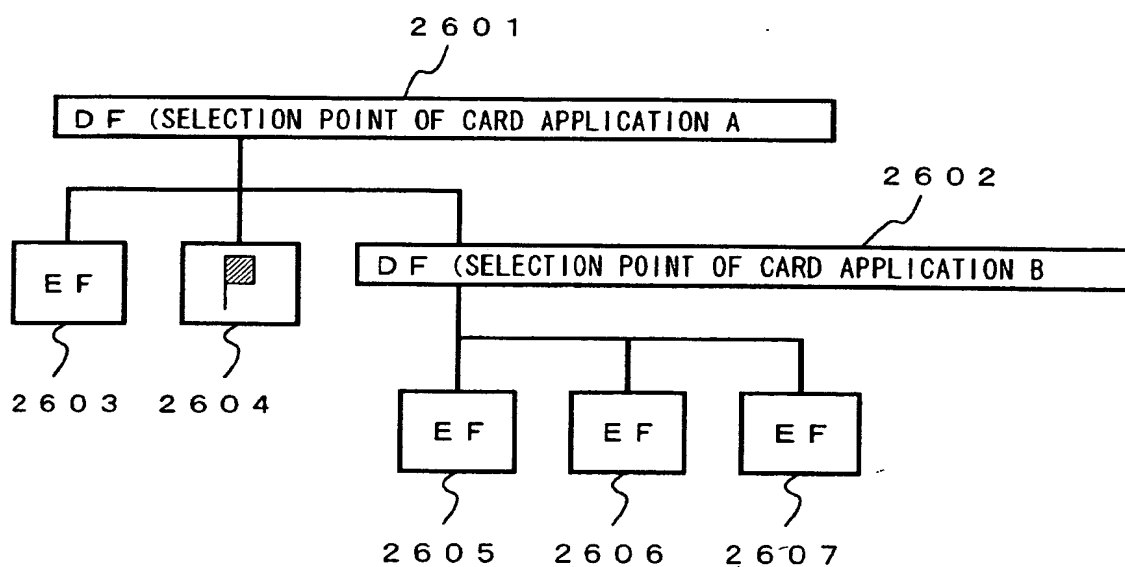 2601
DF (SELECTION POINT OF CARD APPLICATION A
2602
EF
DF (SELECTION POINT OF CARD APPLICATION B
2603
2604
EF
EF
EF
2605
2606
2607